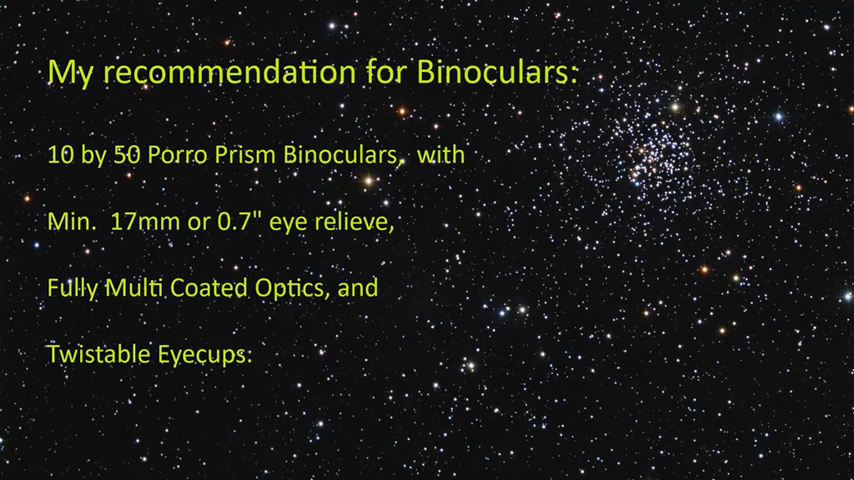 My recommendation for Binoculars:
10 by 50 Porro Prism Binoculars,  with
Min.  17mm or 0.7" eye relieve,
Fully Multi Coated Optics, and
Twistable Eyecups: